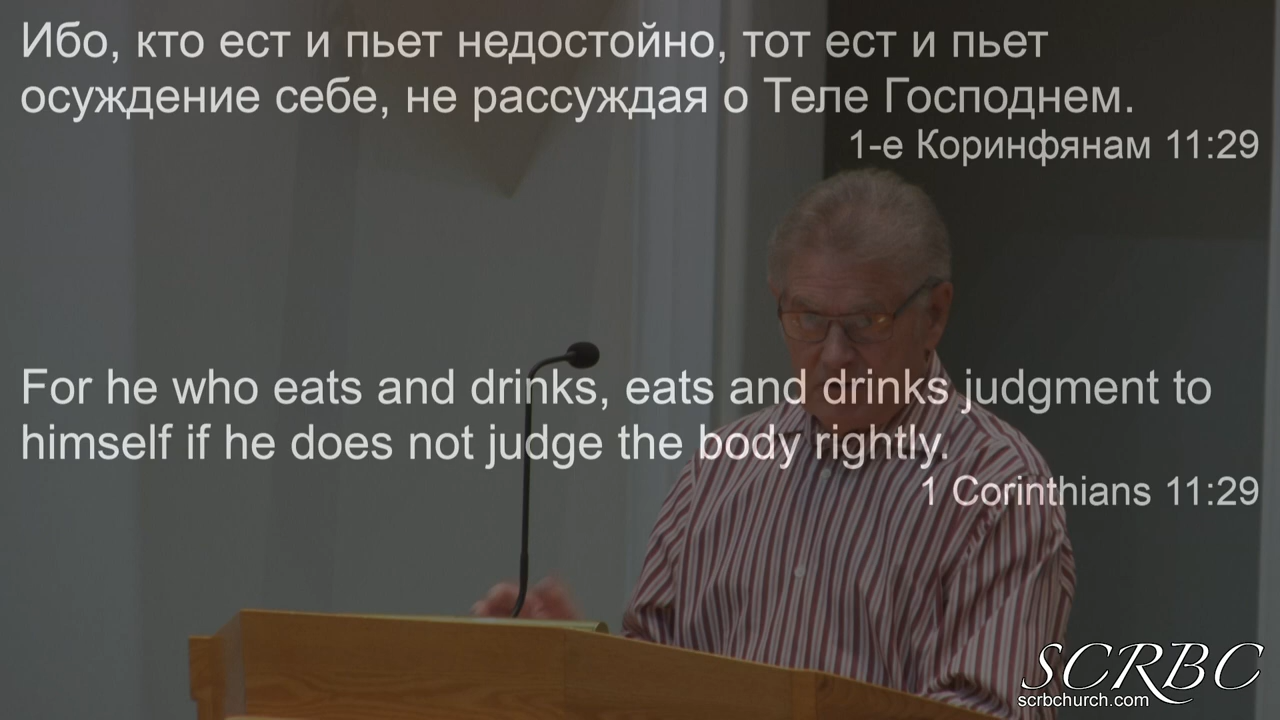 Ибо, кто ест и пьет недостойно, тот ест и пьет
осуждение себе, не рассуждая о Теле Господнем.
1-е Коринфянам 11:29
For he who eats and drinks, eats and drinks judgment to
himself if he does not judge the body rightly.
1 Corinthians 11:29
SCRBC
scrbchurch.com